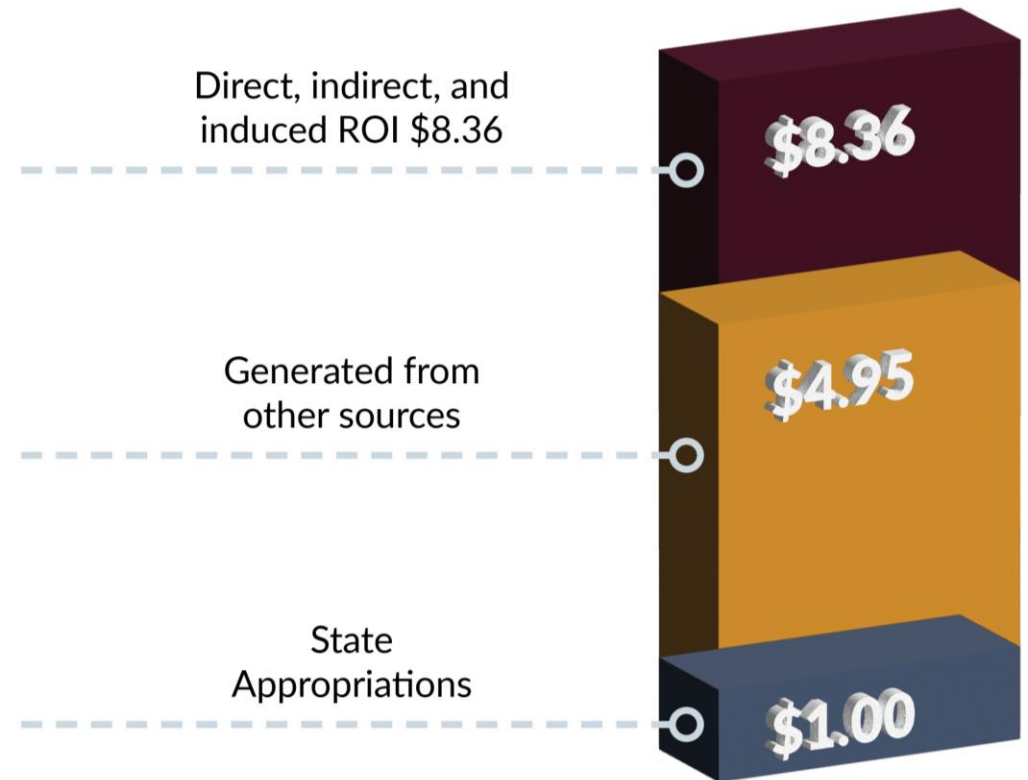 Direct, indirect, and
induced ROI $8.36
$8.36
Generated from
other sources
$4.95
State
Appropriations
$1.00